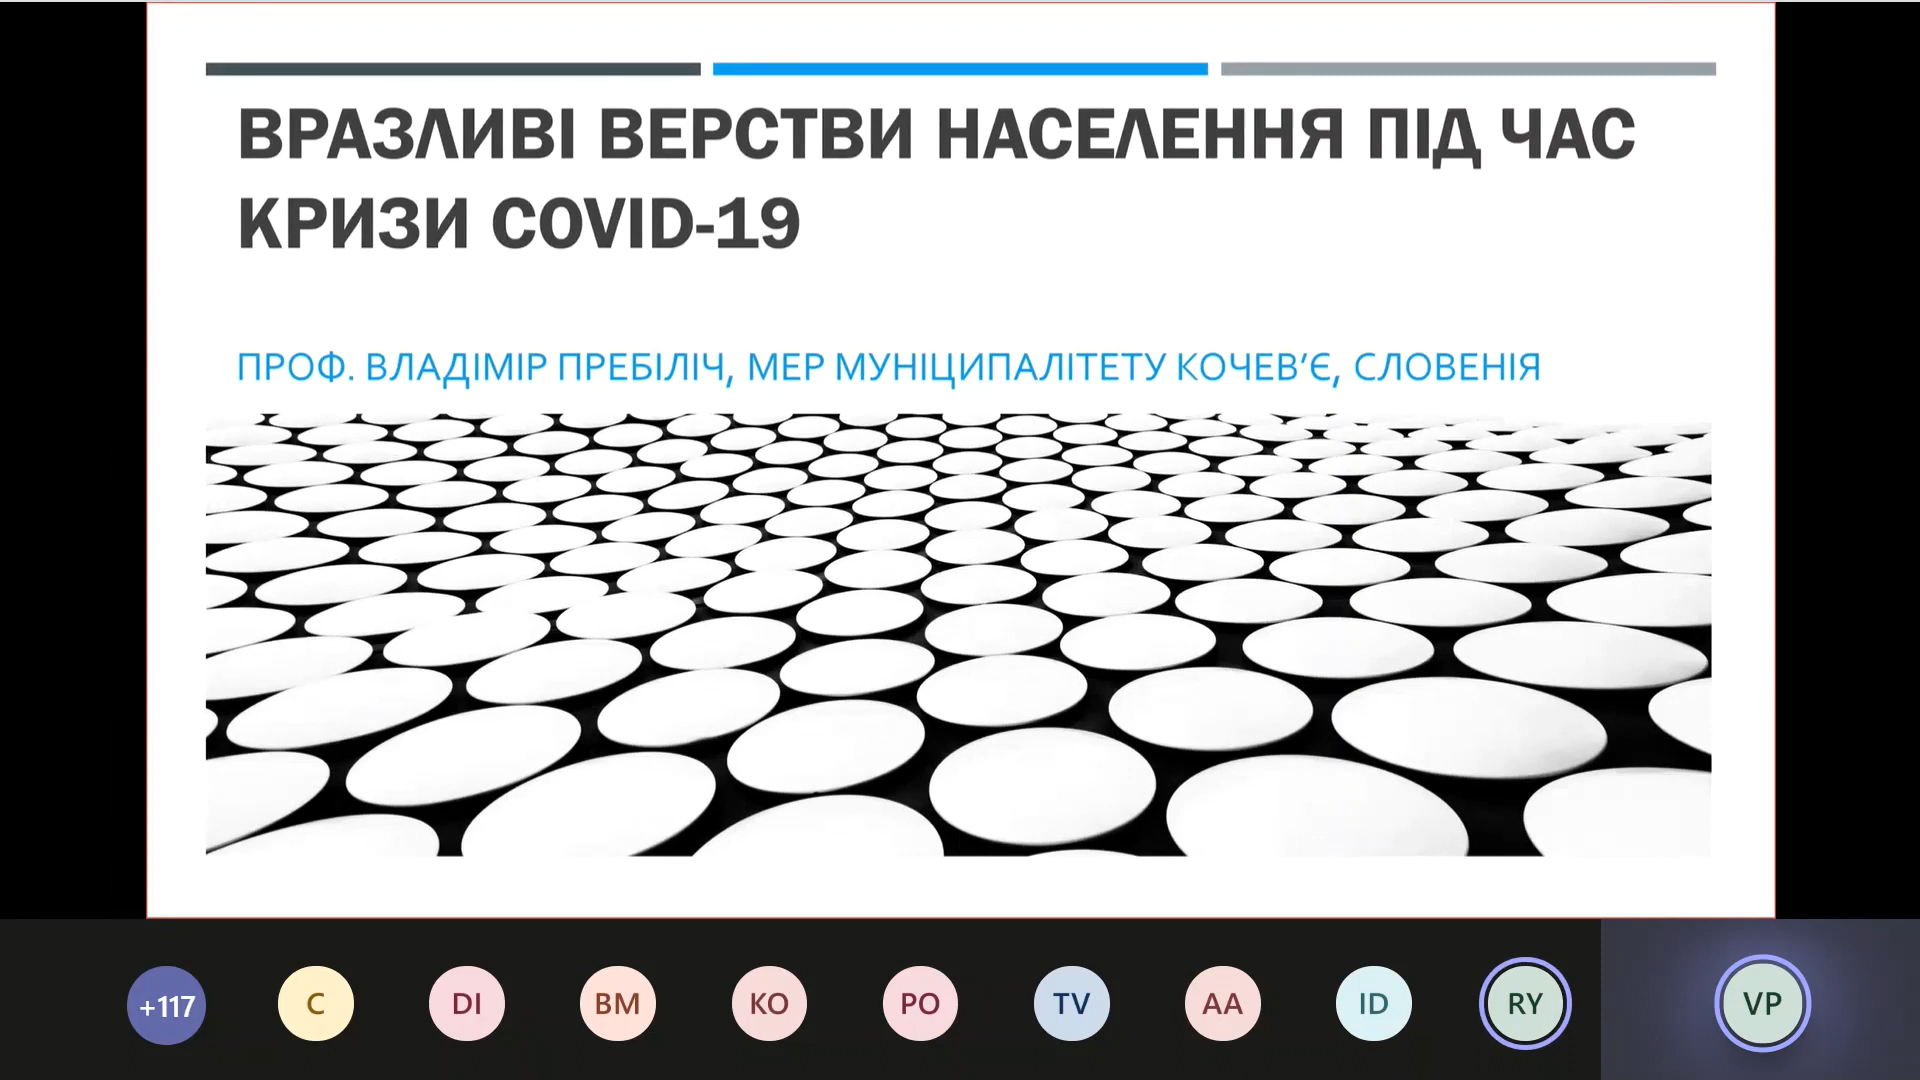 ВРАЗЛИВІ ВЕРСТВИ НАСЕЛЕННЯ ПІД ЧАС
КРИЗИ COVID-19
ПРОФ. ВЛАДІМІР ПРЕБІЛІЧ, МЕР МУНІЦИПАЛІТЕТУ КОЧЕВ’Є, СЛОВЕНІЯ
+117 C DI BM KO PO TV AA ID RY VP